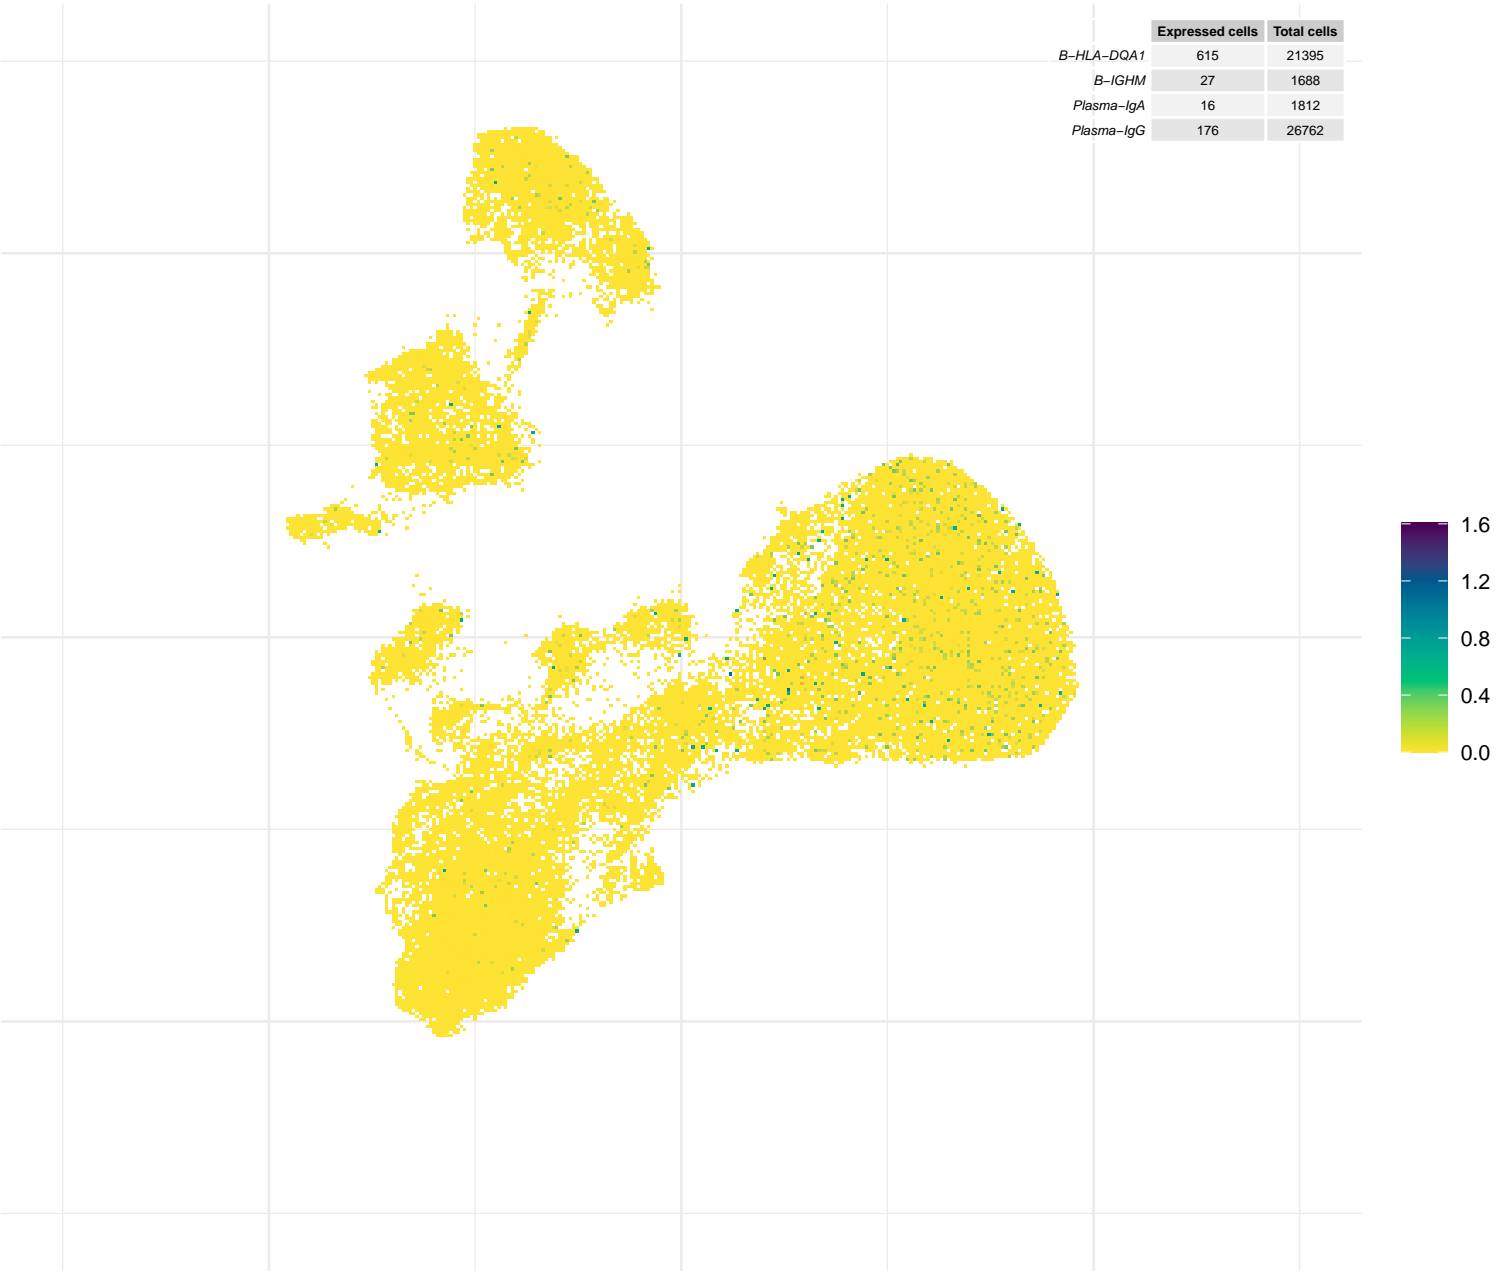 Expressed cells Total cells
B−HLA−DQA1 615 21395
B−IGHM 27 1688
Plasma−IgA 16 1812
Plasma−IgG 176 26762
1.6
1.2
0.8
0.4
0.0